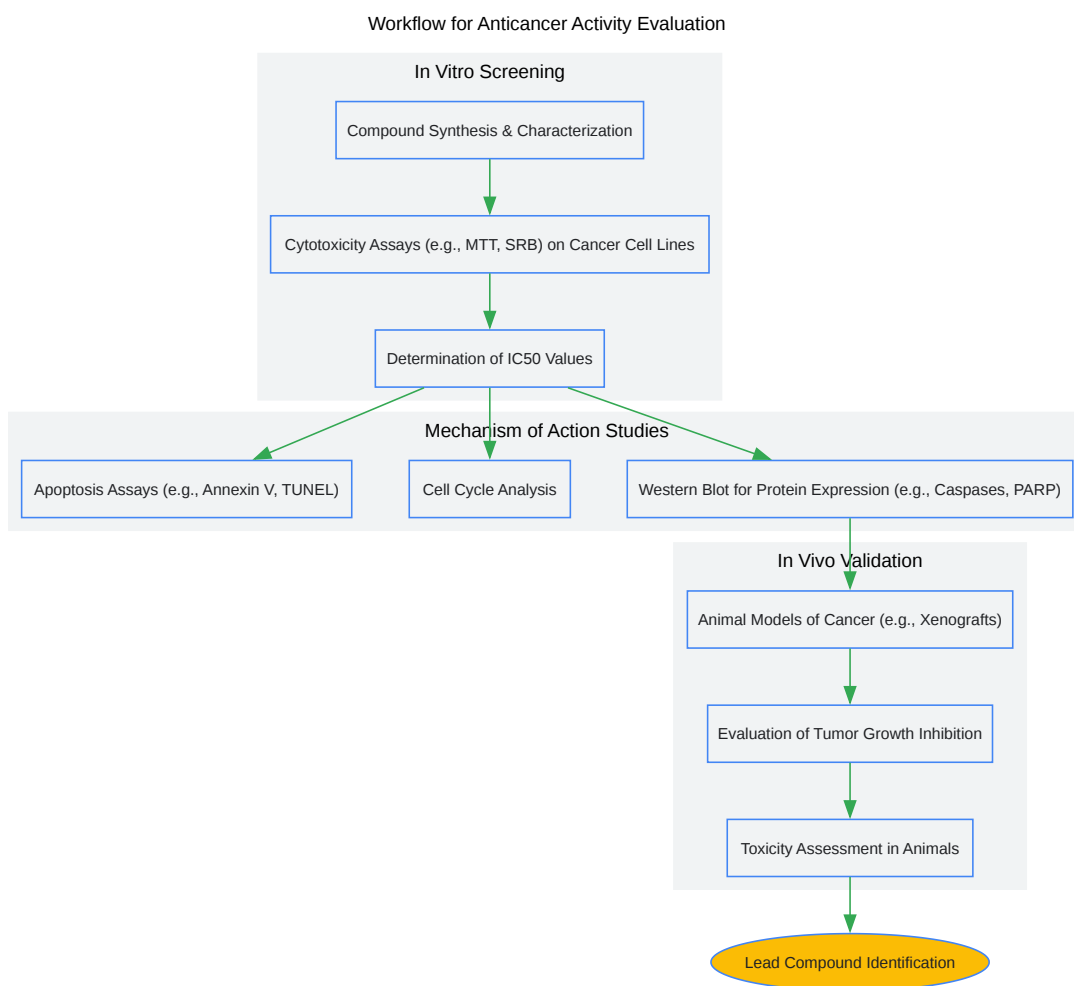 Workflow for Anticancer Activity Evaluation
In Vitro Screening
Compound Synthesis & Characterization
Cytotoxicity Assays (e.g., MTT, SRB) on Cancer Cell Lines
Determination of IC50 Values
Mechanism of Action Studies
Apoptosis Assays (e.g., Annexin V, TUNEL)
Cell Cycle Analysis
Western Blot for Protein Expression (e.g., Caspases, PARP)
In Vivo Validation
Animal Models of Cancer (e.g., Xenografts)
Evaluation of Tumor Growth Inhibition
Toxicity Assessment in Animals
Lead Compound Identification